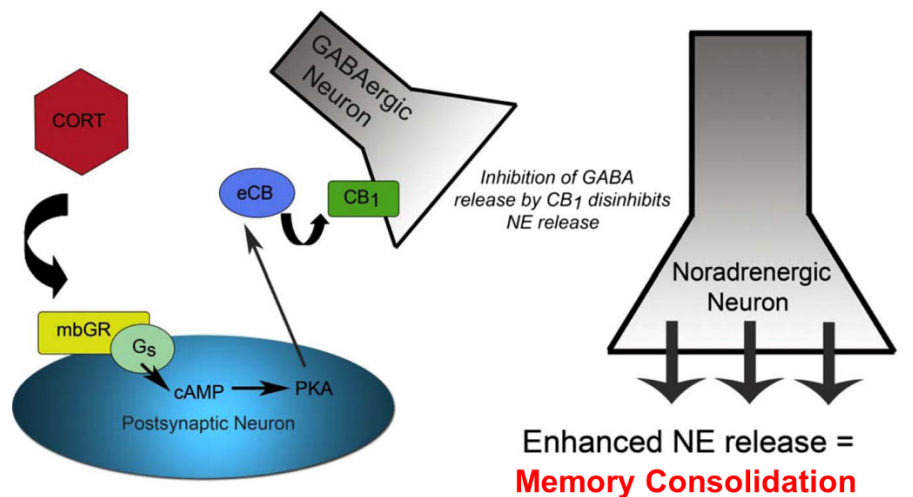 CORT
GABAergic
Neuron
eCB
CB1
Inhibition of GABA
release by CB1 disinhibits
NE release
mbGR
Gs
cAMP
PKA
Postsynaptic Neuron
Noradrenergic
Neuron
Enhanced NE release =
Memory Consolidation